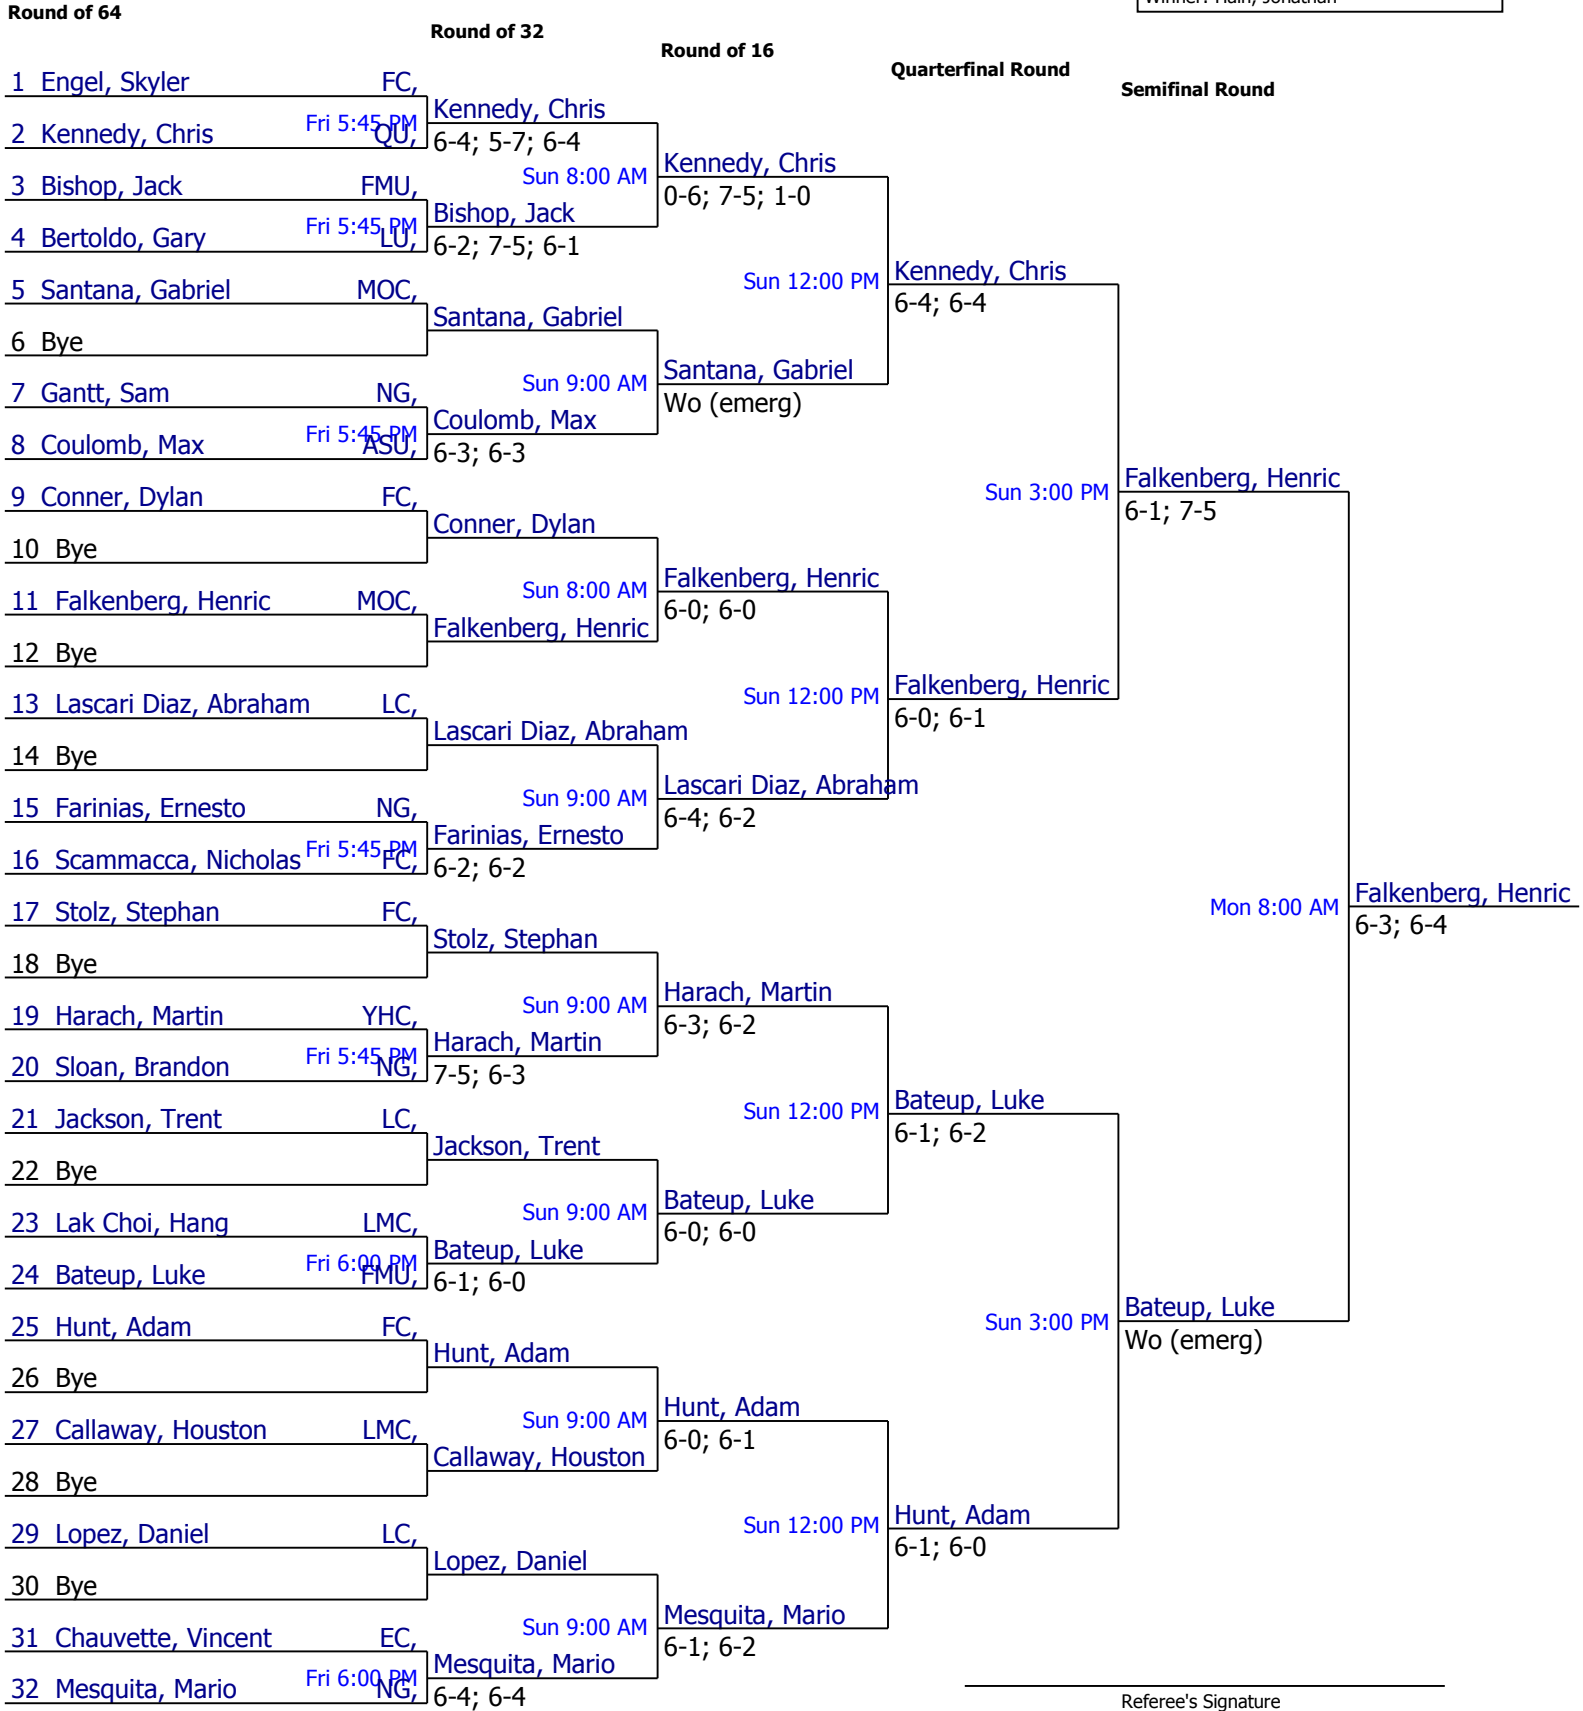 Winner: Hain, Jonathan
Round of 64
Round of 32
Round of 16
Quarterfinal Round
Semifinal Round
1 Engel, Skyler FC,
Fri 5:45 PM
2 Kennedy, Chris QU,
3 Bishop, Jack FMU,
Fri 5:45 PM
4 Bertoldo, Gary LU,
5 Santana, Gabriel MOC,
6 Bye
7 Gantt, Sam NG,
Fri 5:45 PM
8 Coulomb, Max ASU,
9 Conner, Dylan FC,
10 Bye
11 Falkenberg, Henric MOC,
12 Bye
13 Lascari Diaz, Abraham LC,
14 Bye
15 Farinias, Ernesto NG,
Fri 5:45 PM
16 Scammacca, Nicholas FC,
17 Stolz, Stephan FC,
18 Bye
19 Harach, Martin YHC,
Fri 5:45 PM
20 Sloan, Brandon NG,
21 Jackson, Trent LC,
22 Bye
23 Lak Choi, Hang LMC,
Fri 6:00 PM
24 Bateup, Luke FMU,
25 Hunt, Adam FC,
26 Bye
27 Callaway, Houston LMC,
28 Bye
29 Lopez, Daniel LC,
30 Bye
31 Chauvette, Vincent EC,
Fri 6:00 PM
32 Mesquita, Mario NG,
Kennedy, Chris
6-4; 5-7; 6-4
Sun 8:00 AM
Bishop, Jack
6-2; 7-5; 6-1
Santana, Gabriel
Sun 9:00 AM
Coulomb, Max
6-3; 6-3
Conner, Dylan
Sun 8:00 AM
Falkenberg, Henric
Lascari Diaz, Abraham
Sun 9:00 AM
Farinias, Ernesto
6-2; 6-2
Stolz, Stephan
Sun 9:00 AM
Harach, Martin
7-5; 6-3
Jackson, Trent
Sun 9:00 AM
Bateup, Luke
6-1; 6-0
Hunt, Adam
Sun 9:00 AM
Callaway, Houston
Lopez, Daniel
Sun 9:00 AM
Mesquita, Mario
6-4; 6-4
Kennedy, Chris
0-6; 7-5; 1-0
Sun 12:00 PM
Santana, Gabriel
Wo (emerg)
Falkenberg, Henric
6-0; 6-0
Sun 12:00 PM
Lascari Diaz, Abraham
6-4; 6-2
Harach, Martin
6-3; 6-2
Sun 12:00 PM
Bateup, Luke
6-0; 6-0
Hunt, Adam
6-0; 6-1
Sun 12:00 PM
Mesquita, Mario
6-1; 6-2
Kennedy, Chris
6-4; 6-4
Sun 3:00 PM
Falkenberg, Henric
6-0; 6-1
Bateup, Luke
6-1; 6-2
Sun 3:00 PM
Hunt, Adam
6-1; 6-0
Falkenberg, Henric
6-1; 7-5
Mon 8:00 AM
Bateup, Luke
Wo (emerg)
Falkenberg, Henric
6-3; 6-4
Referee's Signature